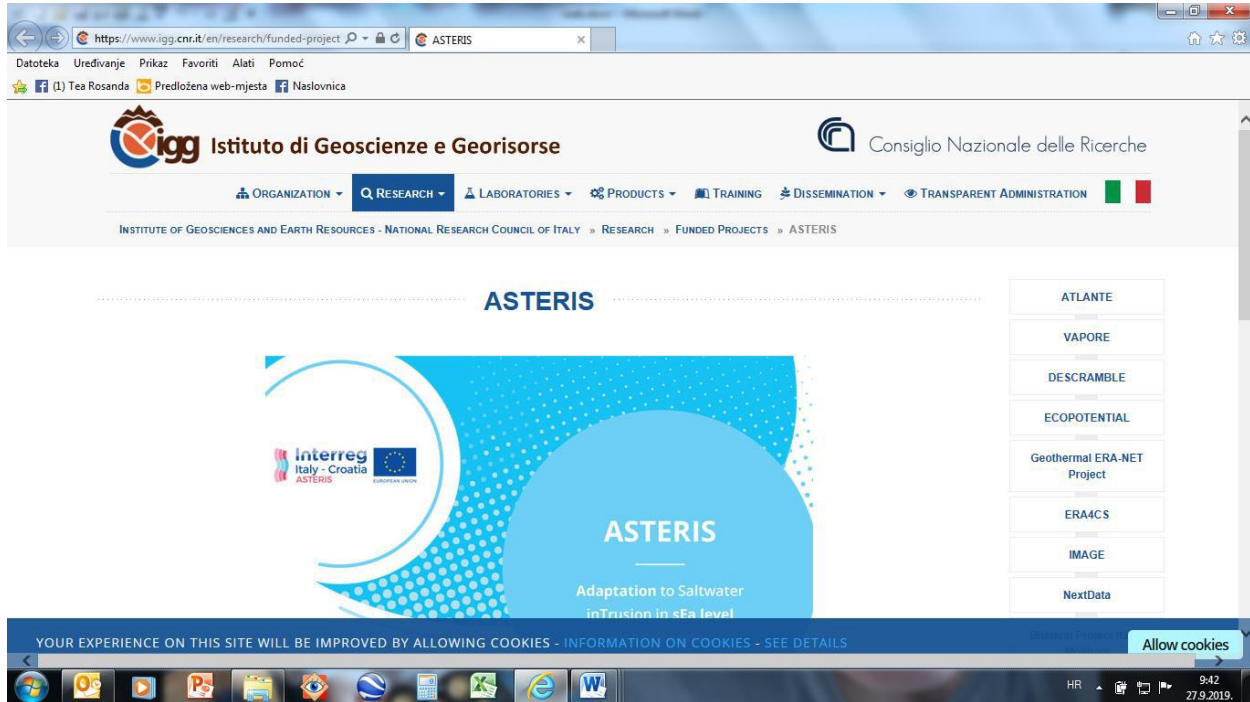 https://www.igg.cnr.it/en/research/funded-project
ASTERIS
Datoteka Uređivanje Prikaz Favoriti Alati Pomoć
(1) Tea Rosanda Predložena web-mjesta Naslovnica
igg Istituto di Geoscienze e Georisorse
Consiglio Nazionale delle Ricerche
ORGANIZATION RESEARCH LABORATORIES PRODUCTS TRAINING DISSEMINATION TRANSPARENT ADMINISTRATION
INSTITUTE OF GEOSCIENCES AND EARTH RESOURCES - NATIONAL RESEARCH COUNCIL OF ITALY » RESEARCH » FUNDED PROJECTS » ASTERIS
ASTERIS
Interreg
Italy - Croatia
ASTERIS
EUROPEAN UNION
ASTERIS
Adaptation to Saltwater
inTrusion in sEa level
ATLANTE
VAPORE
DESCRAMBLE
ECOPOTENTIAL
Geothermal ERA-NET
Project
ERA4CS
IMAGE
NextData
YOUR EXPERIENCE ON THIS SITE WILL BE IMPROVED BY ALLOWING COOKIES - INFORMATION ON COOKIES - SEE DETAILS
Allow cookies
HR
9:42
27.9.2019.